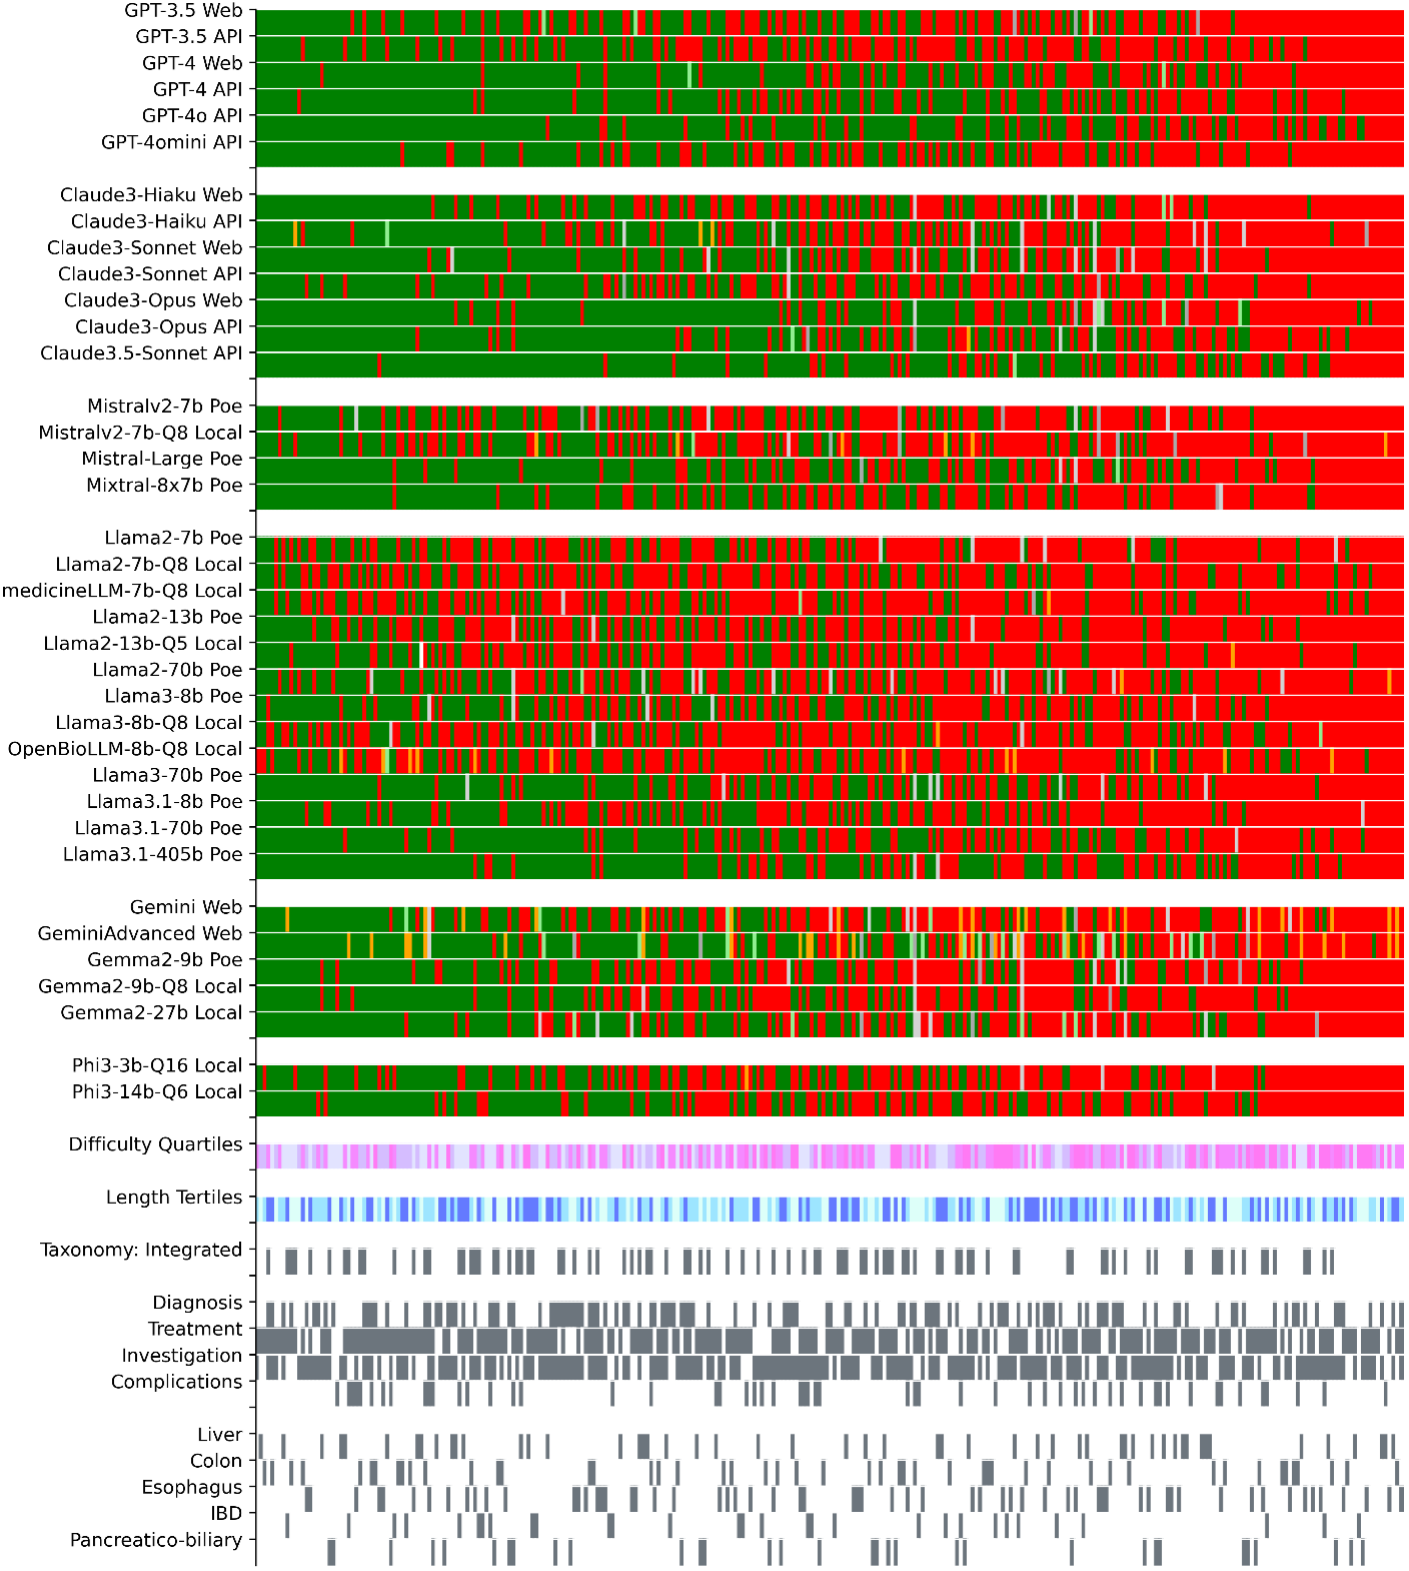 GPT-3.5 Web
GPT-3.5 API
GPT-4 Web
GPT-4 API
GPT-4o API
GPT-4omini API
Claude3-Hiaku Web
Claude3-Haiku API
Claude3-Sonnet Web
Claude3-Sonnet API
Claude3-Opus Web
Claude3-Opus API
Claude3.5-Sonnet API
Mistralv2-7b Poe
Mistralv2-7b-Q8 Local
Mistral-Large Poe
Mixtral-8x7b Poe
Llama2-7b Poe
Llama2-7b-Q8 Local
medicineLLM-7b-Q8 Local
Llama2-13b Poe
Llama2-13b-Q5 Local
Llama2-70b Poe
Llama3-8b Poe
Llama3-8b-Q8 Local
OpenBioLLM-8b-Q8 Local
Llama3-70b Poe
Llama3.1-8b Poe
Llama3.1-70b Poe
Llama3.1-405b Poe
Gemini Web
GeminiAdvanced Web
Gemma2-9b Poe
Gemma2-9b-Q8 Local
Gemma2-27b Local
Phi3-3b-Q16 Local
Phi3-14b-Q6 Local
Difficulty Quartiles
Length Tertiles
Taxonomy: Integrated
Diagnosis
Treatment
Investigation
Complications
Liver
Colon
Esophagus
IBD
Pancreatico-biliary